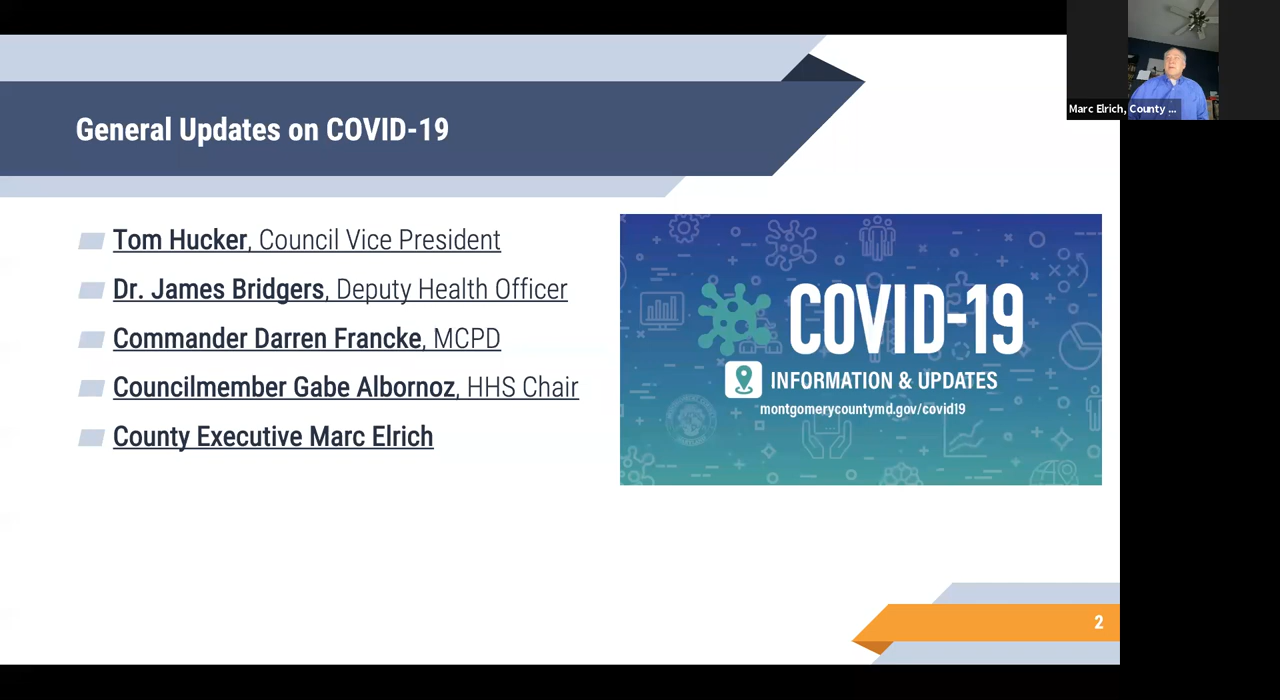 Marc Elrich, County ...
General Updates on COVID-19
Tom Hucker, Council Vice President
Dr. James Bridgers, Deputy Health Officer
Commander Darren Francke, MCPD
Councilmember Gabe Albornoz, HHS Chair
County Executive Marc Elrich
COVID-19
INFORMATION & UPDATES
montgomerycountymd.gov/covid19
2